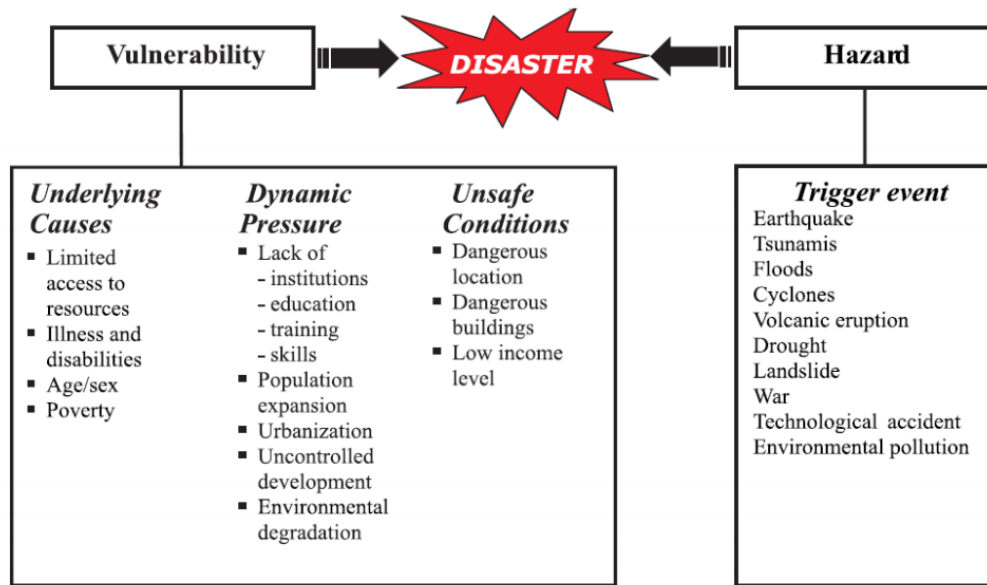 Vulnerability
DISASTER
Hazard
Underlying
Causes
▪ Limited
access to
resources
▪ Illness and
disabilities
▪ Age/sex
▪ Poverty
Dynamic
Pressure
▪ Lack of
- institutions
- education
- training
- skills
▪ Population
expansion
▪ Urbanization
▪ Uncontrolled
development
▪ Environmental
degradation
Unsafe
Conditions
▪ Dangerous
location
▪ Dangerous
buildings
▪ Low income
level
Trigger event
Earthquake
Tsunamis
Floods
Cyclones
Volcanic eruption
Drought
Landslide
War
Technological accident
Environmental pollution